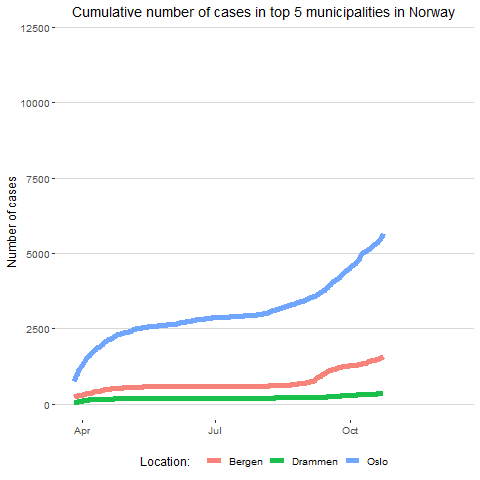 Cumulative number of cases in top 5 municipalities in Norway
Number of cases
12500
10000
7500
5000
2500
0
Apr Jul Oct
Location: Bergen Drammen Oslo